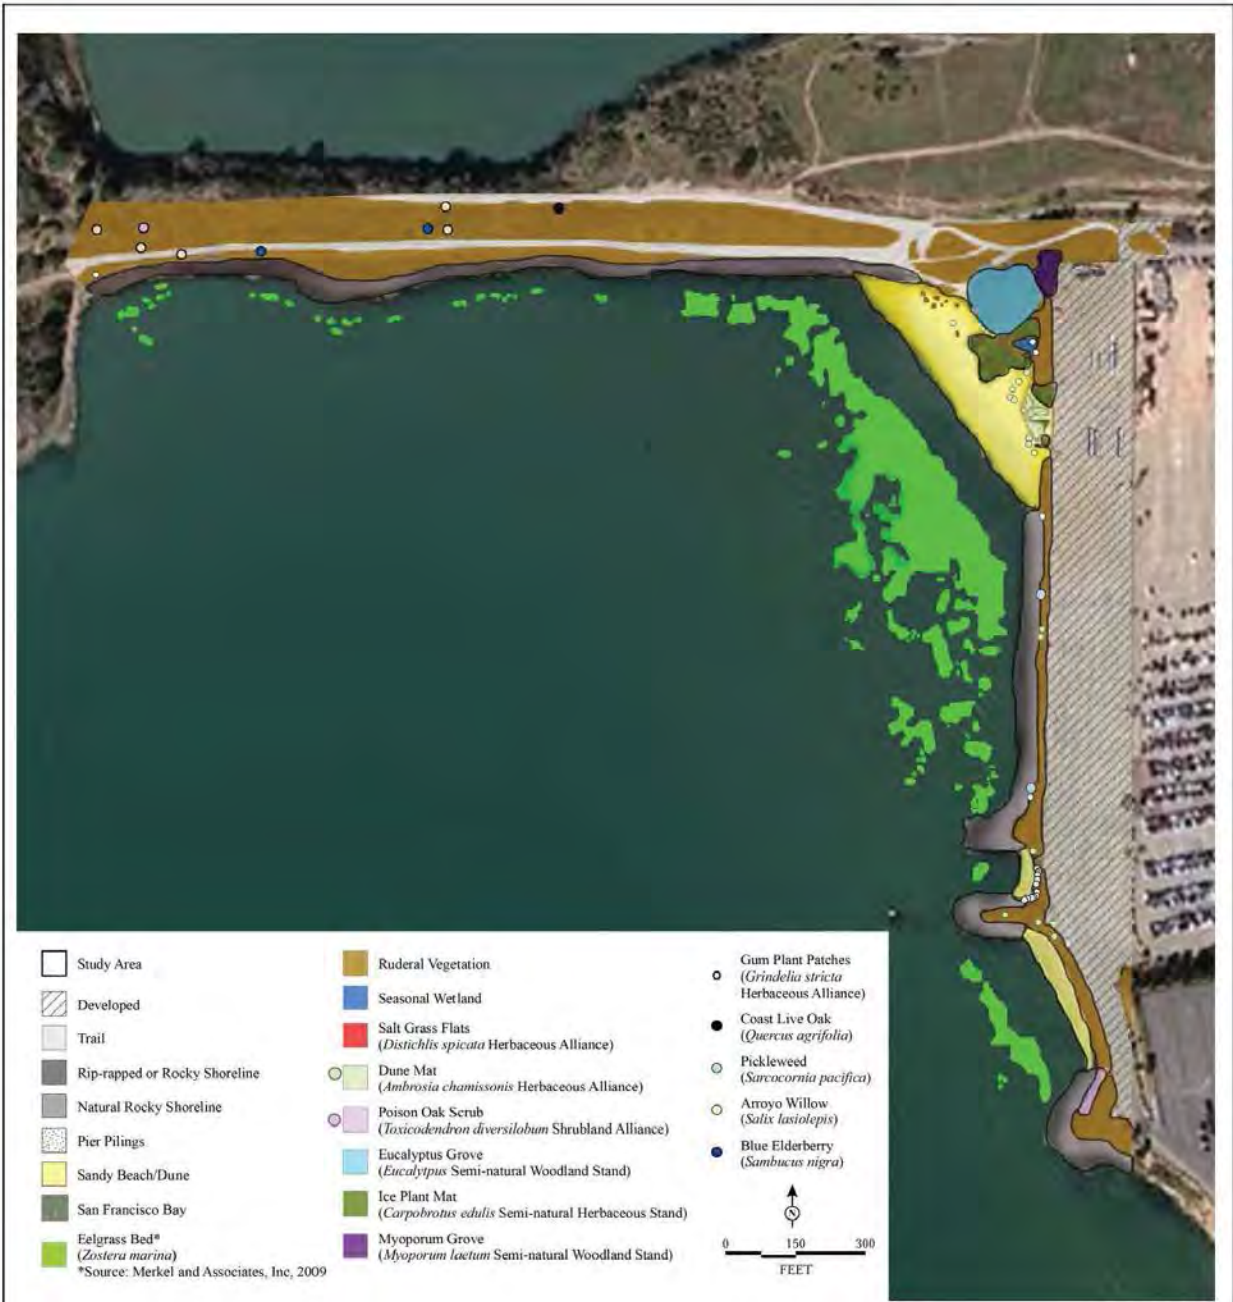 Study Area
Developed
Trail
Rip-rapped or Rocky Shoreline
Natural Rocky Shoreline
Pier Pilings
Sandy Beach/Dune
San Francisco Bay
Eelgrass Bed*
(Zostera marina)
*Source: Merkel and Associates, Inc, 2009
Ruderal Vegetation
Seasonal Wetland
Salt Grass Flats
(Distichlis spicata Herbaceous Alliance)
Dune Mat
(Ambrosia chamissonis Herbaceous Alliance)
Poison Oak Scrub
(Toxicodendron diversilobum Shrubland Alliance)
Eucalyptus Grove
(Eucalytpus Semi-natural Woodland Stand)
Ice Plant Mat
(Carpobrotus edulis Semi-natural Herbaceous Stand)
Myoporum Grove
(Myoporum laetum Semi-natural Woodland Stand)
Gum Plant Patches
(Grindelia stricta
Herbaceous Alliance)
Coast Live Oak
(Quercus agrifolia)
Pickleweed
(Sarcocornia pacifica)
Arroyo Willow
(Salix lasiolepis)
Blue Elderberry
(Sambucus nigra)
N
0 150 300
FEET